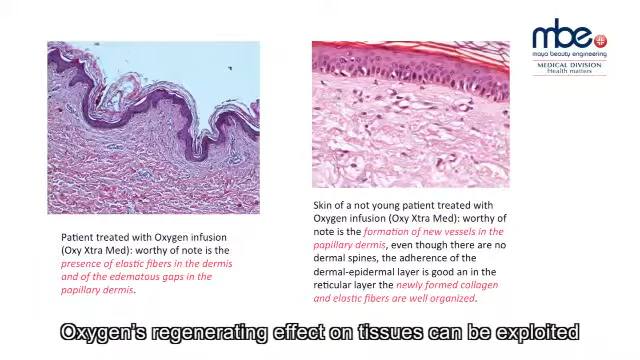 mbe
maya beauty engineering
MEDICAL DIVISION
Health matters
Patient treated with Oxygen infusion
(Oxy Xtra Med): worthy of note is the
presence of elastic fibers in the dermis
and of the edematous gaps in the
papillary dermis.
Skin of a not young patient treated with
Oxygen infusion (Oxy Xtra Med): worthy of
note is the formation of new vessels in the
papillary dermis, even though there are no
dermal spines, the adherence of the
dermal-epidermal layer is good an in the
reticular layer the newly formed collagen
and elastic fibers are well organized.
Oxygen's regenerating effect on tissues can be exploited